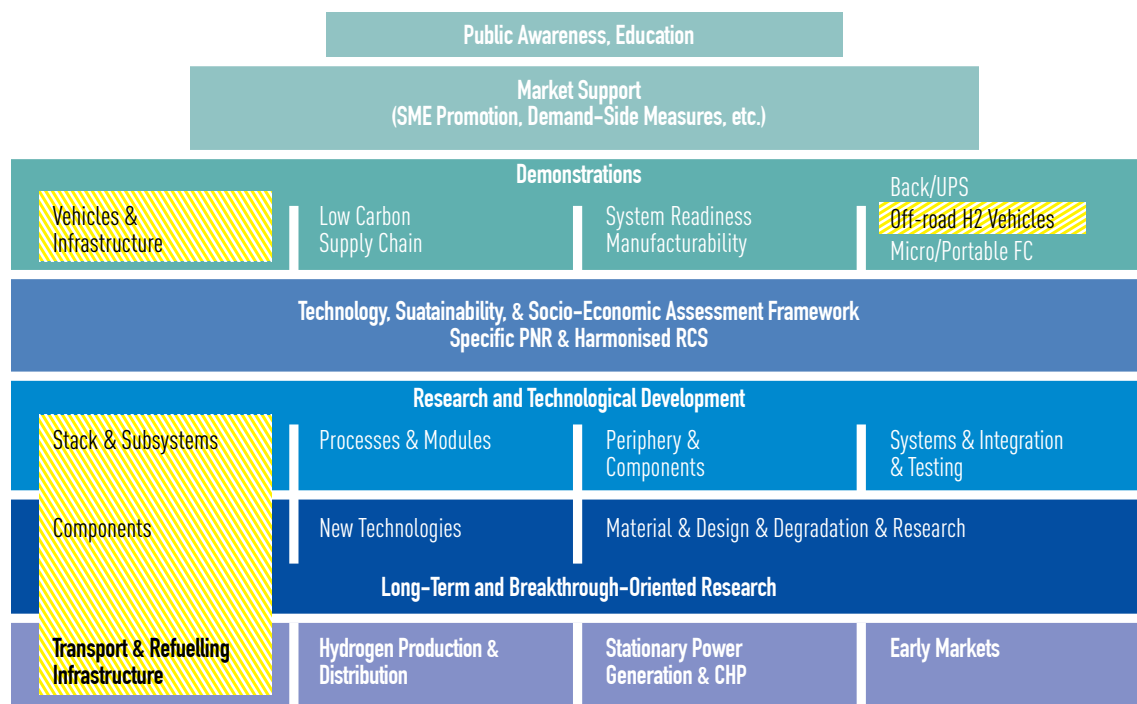 Public Awareness, Education
Market Support
(SME Promotion, Demand-Side Measures, etc.)
Demonstrations
Vehicles &
Infrastructure
Low Carbon
Supply Chain
System Readiness
Manufacturability
Back/UPS
Off-road H2 Vehicles
Micro/Portable FC
Technology, Suatainability, & Socio-Economic Assessment Framework
Specific PNR & Harmonised RCS
Research and Technological Development
Stack & Subsystems
Processes & Modules
Periphery &
Components
Systems & Integration
& Testing
Components
New Technologies
Material & Design & Degradation & Research
Long-Term and Breakthrough-Oriented Research
Transport & Refuelling
Infrastructure
Hydrogen Production &
Distribution
Stationary Power
Generation & CHP
Early Markets